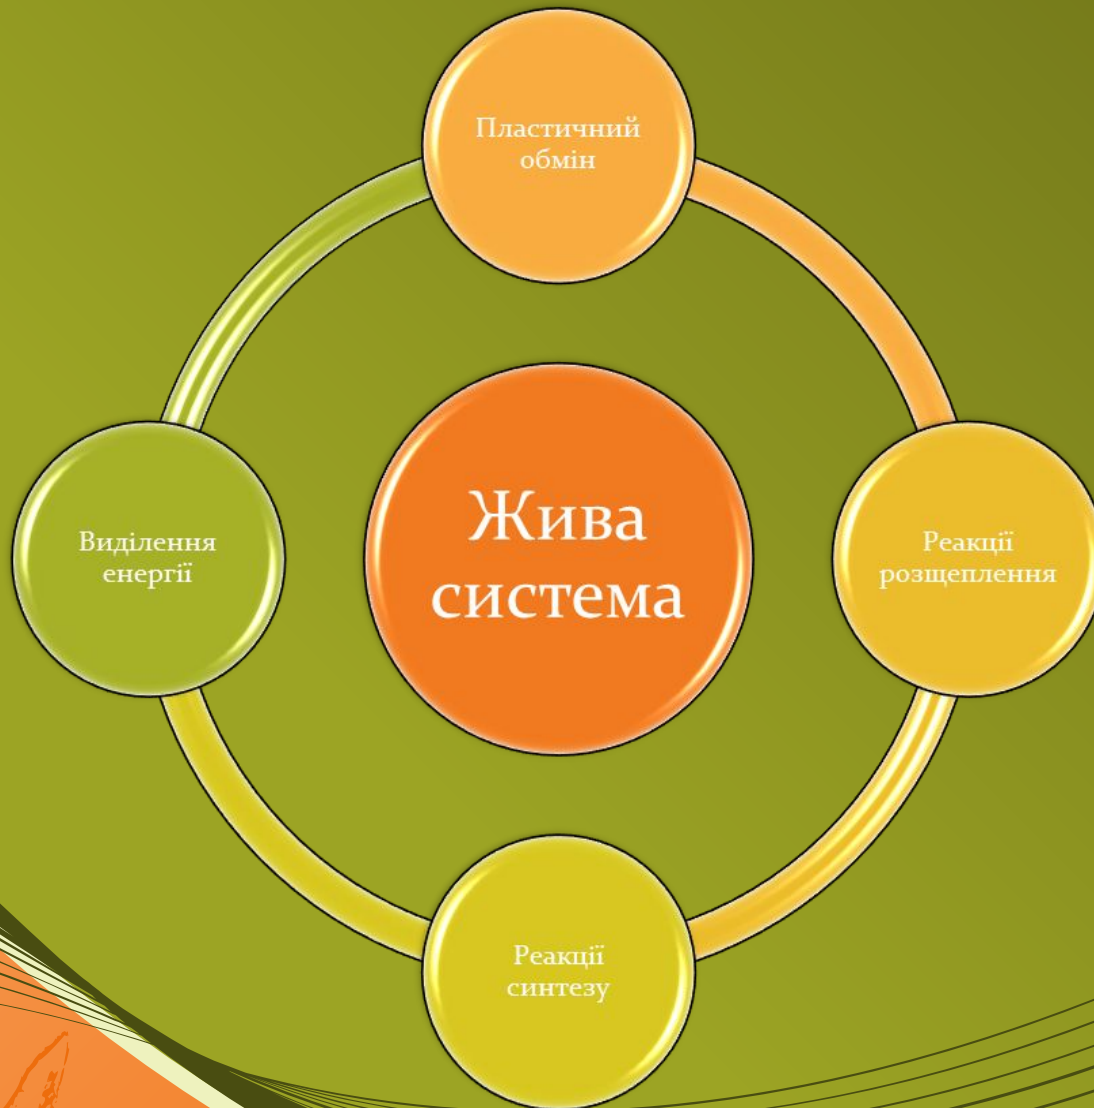 Пластичний
обмін
Виділення
енергії
Жива
система
Реакції
розщеплення
Реакції
синтезу